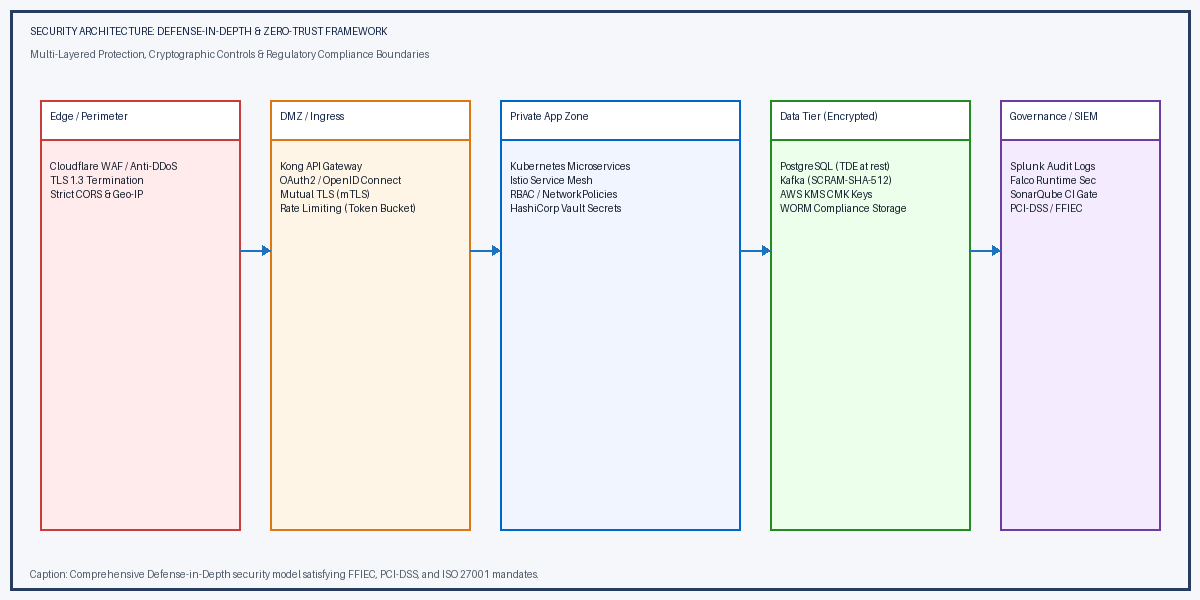 SECURITY ARCHITECTURE: DEFENSE-IN-DEPTH & ZERO-TRUST FRAMEWORK
Multi-Layered Protection, Cryptographic Controls & Regulatory Compliance Boundaries
Edge / Perimeter
Cloudflare WAF / Anti-DDoS
TLS 1.3 Termination
Strict CORS & Geo-IP
DMZ / Ingress
Kong API Gateway
OAuth2 / OpenID Connect
Mutual TLS (mTLS)
Rate Limiting (Token Bucket)
Private App Zone
Kubernetes Microservices
Istio Service Mesh
RBAC / NetworkPolicies
HashiCorp Vault Secrets
Data Tier (Encrypted)
PostgreSQL (TDE at rest)
Kafka (SCRAM-SHA-512)
AWS KMS CMK Keys
WORM Compliance Storage
Governance / SIEM
Splunk Audit Logs
Falco Runtime Sec
SonarQube CI Gate
PCI-DSS / FFIEC
Caption: Comprehensive Defense-in-Depth security model satisfying FFIEC, PCI-DSS, and ISO 27001 mandates.